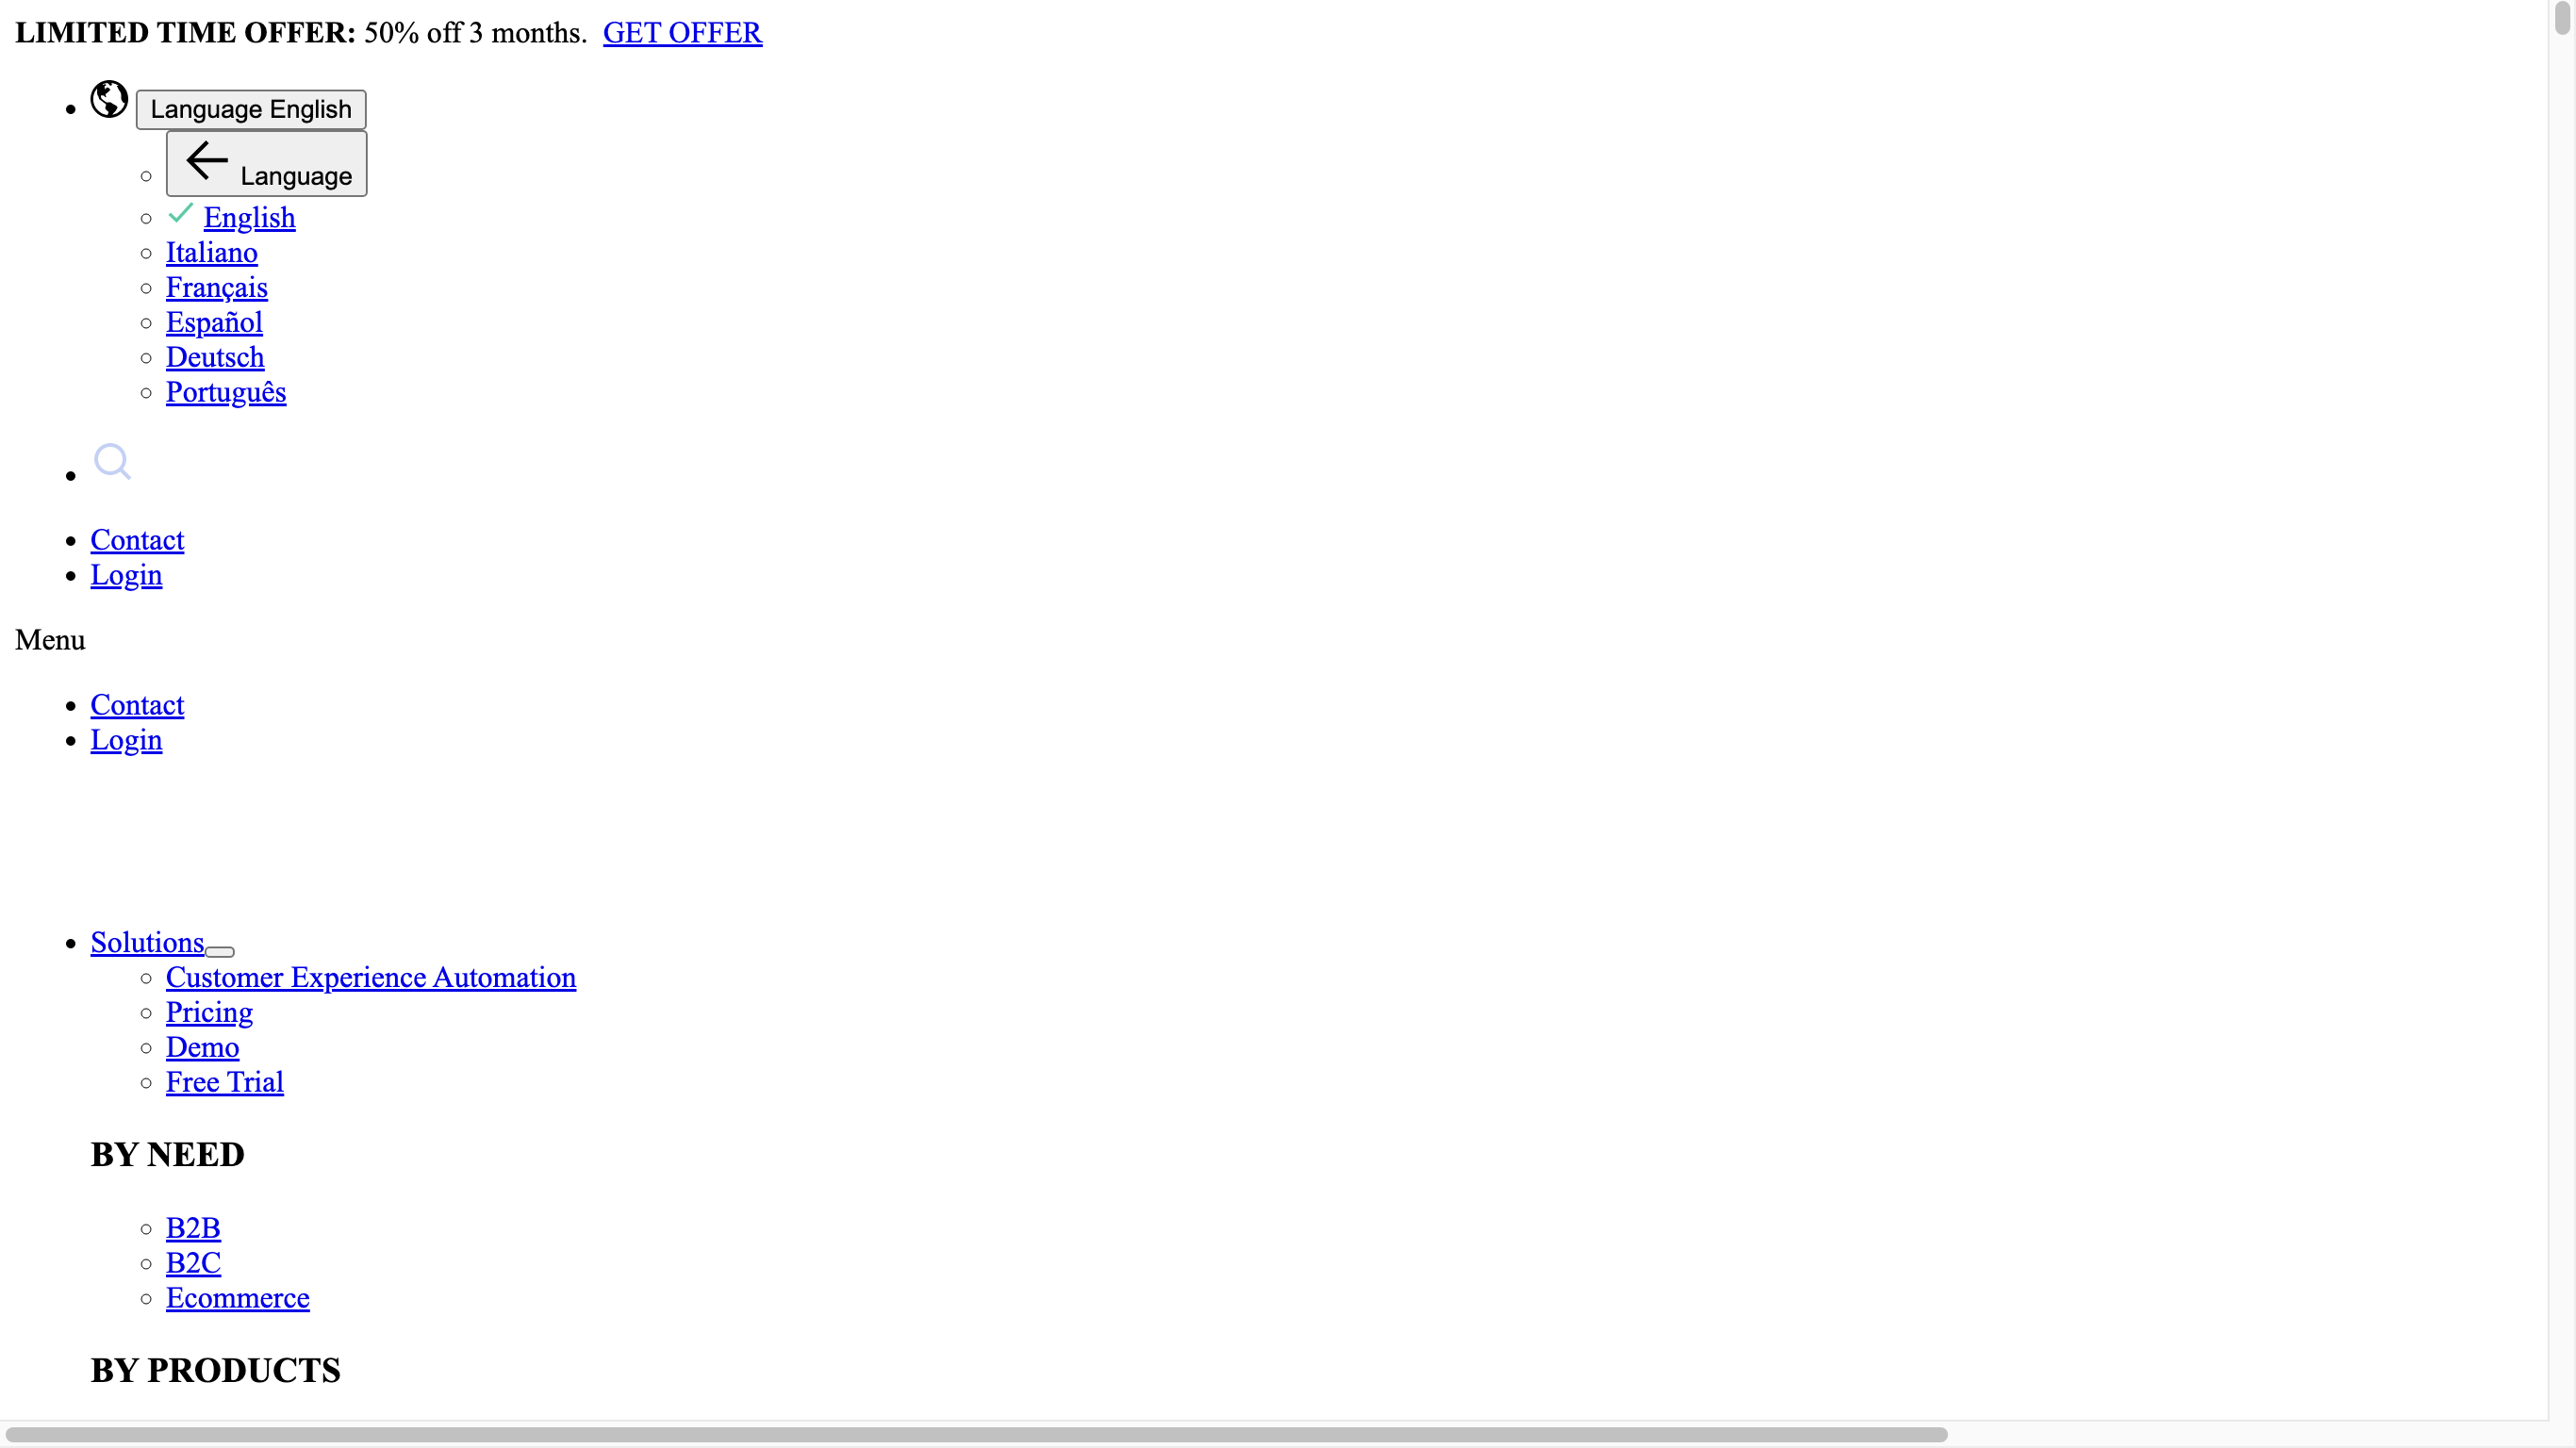 LIMITED TIME OFFER: 50% off 3 months. GET OFFER
Language English
Language
English
Italiano
Français
Español
Deutsch
Português
Contact
Login
Menu
Contact
Login
Solutions
Customer Experience Automation
Pricing
Demo
Free Trial
BY NEED
B2B
B2C
Ecommerce
BY PRODUCTS